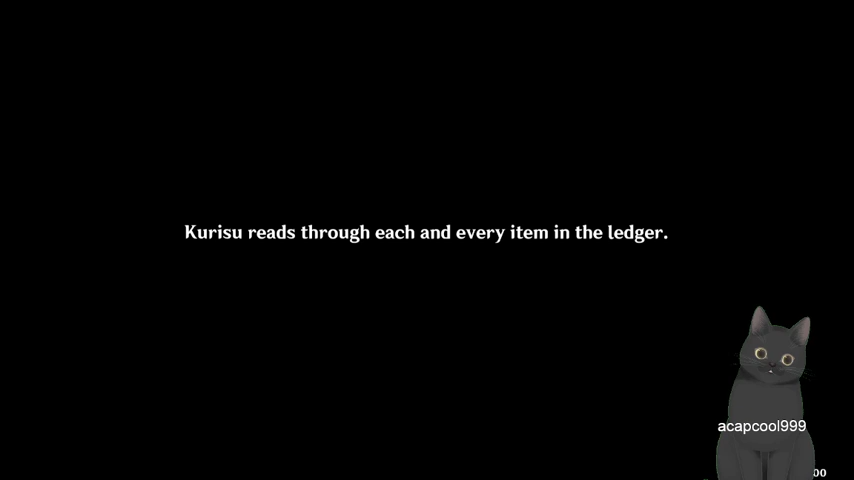 Kurisu reads through each and every item in the ledger.
acapcool999